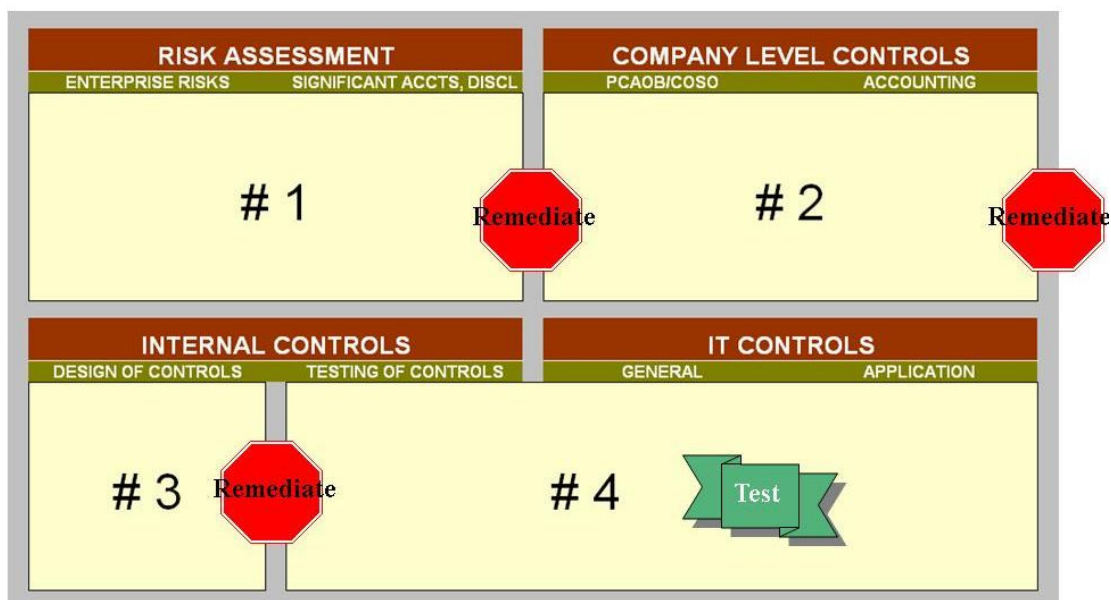 RISK ASSESSMENT
ENTERPRISE RISKS SIGNIFICANT ACCTS, DISCL
# 1
Remediate
COMPANY LEVEL CONTROLS
PCAOB/COSO ACCOUNTING
# 2
Remediate
INTERNAL CONTROLS
DESIGN OF CONTROLS TESTING OF CONTROLS
IT CONTROLS
GENERAL APPLICATION
# 3
Remediate
# 4
Test